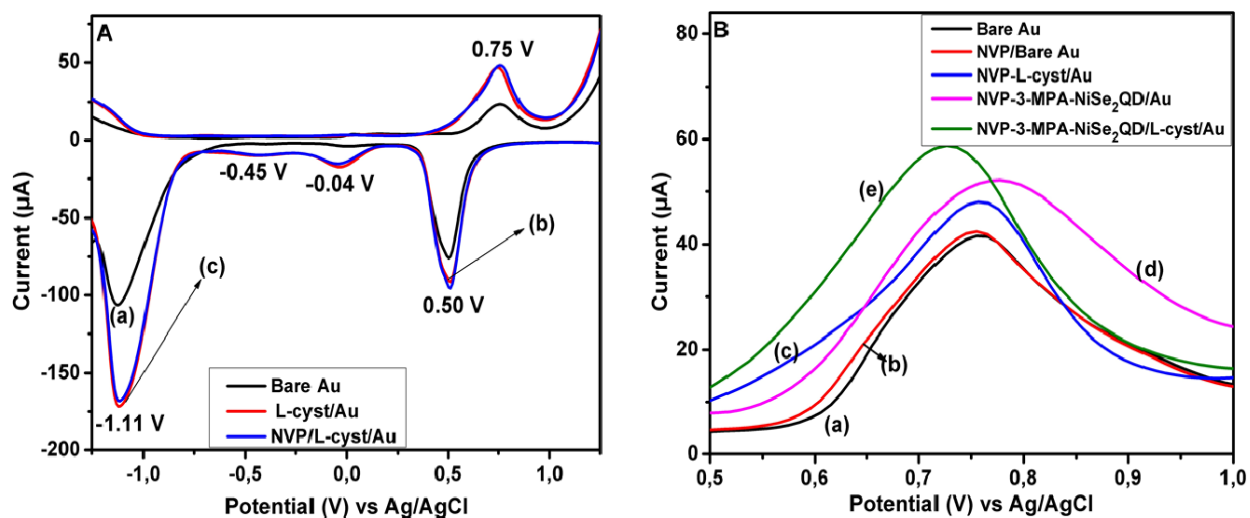 A
50
0
-50
-100
-150
-200
Current (µA)
0.75 V
-0.45 V
-0.04 V
(b)
(c)
(a)
0.50 V
-1.11 V
Bare Au
L-cyst/Au
NVP/L-cyst/Au
-1,0
-0,5
0,0
0,5
1,0
Potential (V) vs Ag/AgCl
B
80
60
40
20
0
Current (µA)
Bare Au
NVP/Bare Au
NVP-L-cyst/Au
NVP-3-MPA-NiSe₂QD/Au
NVP-3-MPA-NiSe₂QD/L-cyst/Au
(e)
(d)
(c)
(b)
(a)
0,5
0,6
0,7
0,8
0,9
1,0
Potential (V) vs Ag/AgCl